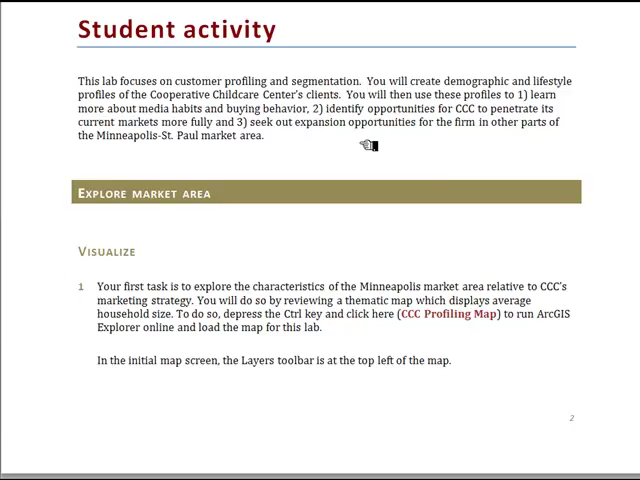 Student activity
This lab focuses on customer profiling and segmentation. You will create demographic and lifestyle
profiles of the Cooperative Childcare Center's clients. You will then use these profiles to 1) learn
more about media habits and buying behavior, 2) identify opportunities for CCC to penetrate its
current markets more fully and 3) seek out expansion opportunities for the firm in other parts of
the Minneapolis-St. Paul market area.
EXPLORE MARKET AREA
VISUALIZE
1 Your first task is to explore the characteristics of the Minneapolis market area relative to CCC's
marketing strategy. You will do so by reviewing a thematic map which displays average
household size. To do so, depress the Ctrl key and click here (CCC Profiling Map) to run ArcGIS
Explorer online and load the map for this lab.
In the initial map screen, the Layers toolbar is at the top left of the map.
2